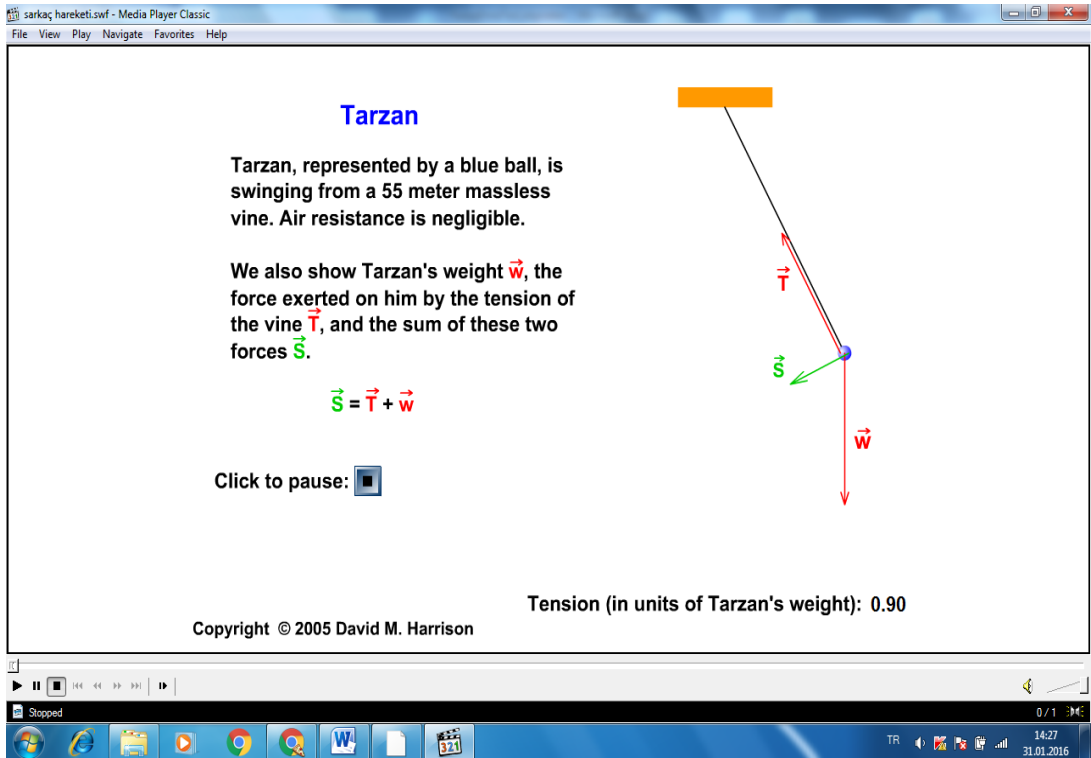 sarkaç hareketi.swf - Media Player Classic
File View Play Navigate Favorites Help
Tarzan
Tarzan, represented by a blue ball, is
swinging from a 55 meter massless
vine. Air resistance is negligible.
We also show Tarzan's weight w⃗, the
force exerted on him by the tension of
the vine T⃗, and the sum of these two
forces S⃗.
S⃗ = T⃗ + w⃗
Click to pause:
T⃗
S⃗
w⃗
Tension (in units of Tarzan's weight): 0.90
Copyright © 2005 David M. Harrison
Stopped
0/1
W
321
TR
14:27
31.01.2016